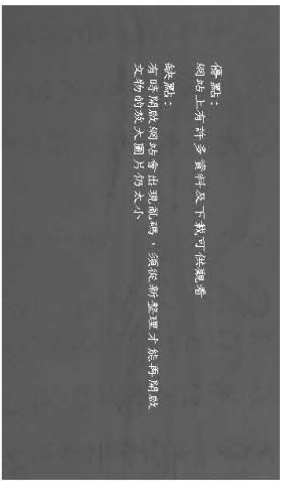 優點：
網站上有許多資料及下載可供觀看
缺點：
有時開啟網站會出現亂碼，須從新整理才能再開啟
文物的放大圖片仍太小